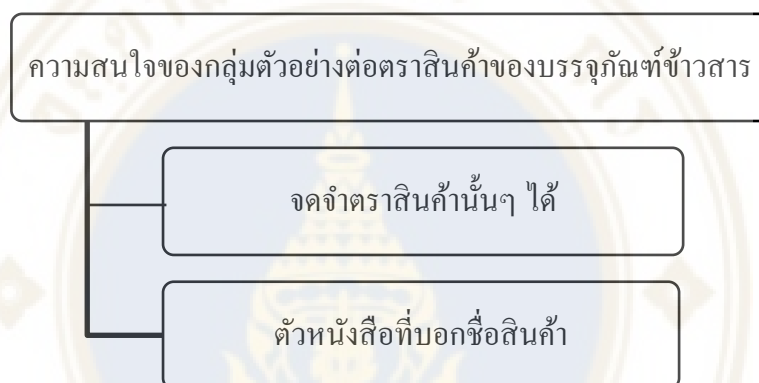 ความสนใจของกลุ่มตัวอย่างต่อตราสินค้าของบรรจุภัณฑ์ข้าวสาร
จดจำตราสินค้านั้นๆ ได้
ตัวหนังสือที่บอกชื่อสินค้า